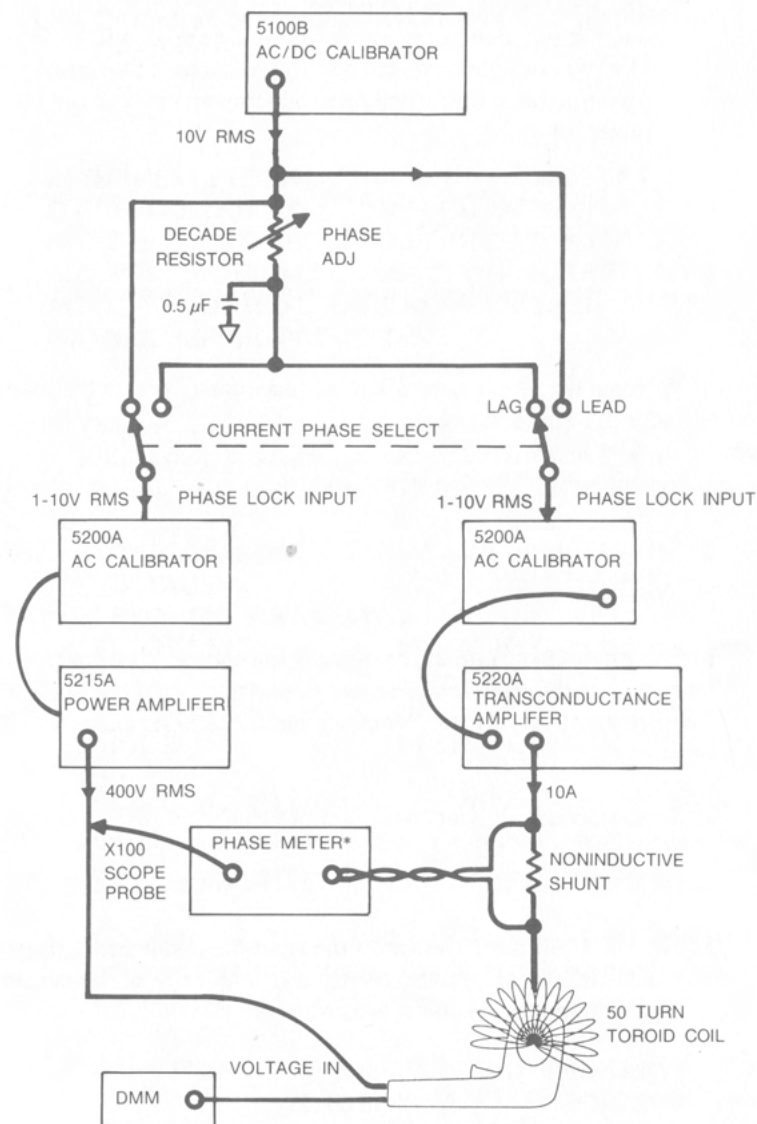 5100B
AC/DC CALIBRATOR
10V RMS
DECADE
RESISTOR
PHASE
ADJ
0.5 µF
LAG
LEAD
CURRENT PHASE SELECT
1-10V RMS
PHASE LOCK INPUT
1-10V RMS
PHASE LOCK INPUT
5200A
AC CALIBRATOR
5200A
AC CALIBRATOR
5215A
POWER AMPLIFER
5220A
TRANSCONDUCTANCE
AMPLIFER
400V RMS
10A
X100
SCOPE
PROBE
PHASE METER*
NONINDUCTIVE
SHUNT
50 TURN
TOROID COIL
VOLTAGE IN
DMM